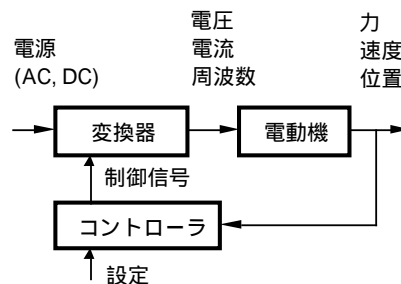 電源
(AC, DC)
電圧
電流
周波数
力
速度
位置
変換器
電動機
制御信号
コントローラ
設定